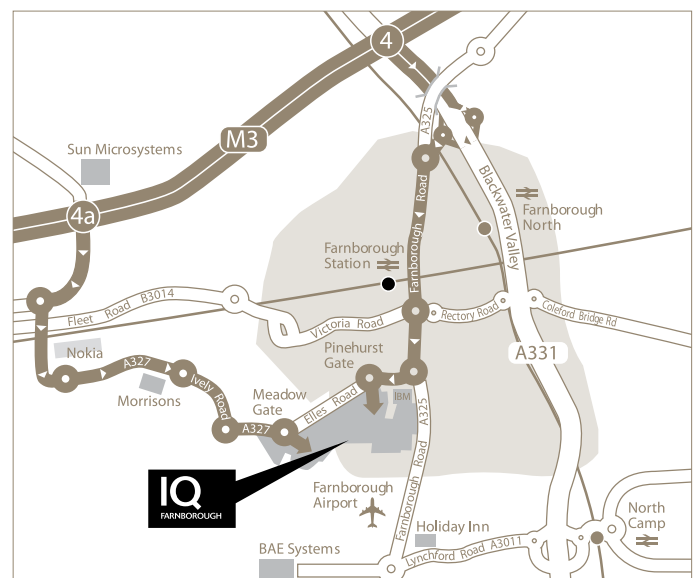 4
A325
M3
Sun Microsystems
4a
Blackwater Valley
Farnborough
North
Farnborough Road
Farnborough
Station
Fleet Road B3014
Victoria Road
Rectory Road
Coleford Bridge Rd
A331
Nokia
A327
Pinehurst
Gate
Morrisons
Ively Road
Meadow
Gate
Elles Road
IBM
A325
A327
IQ
FARNBOROUGH
Farnborough
Airport
Farnborough Road
Holiday Inn
North
Camp
BAE Systems
Lynchford Road A3011